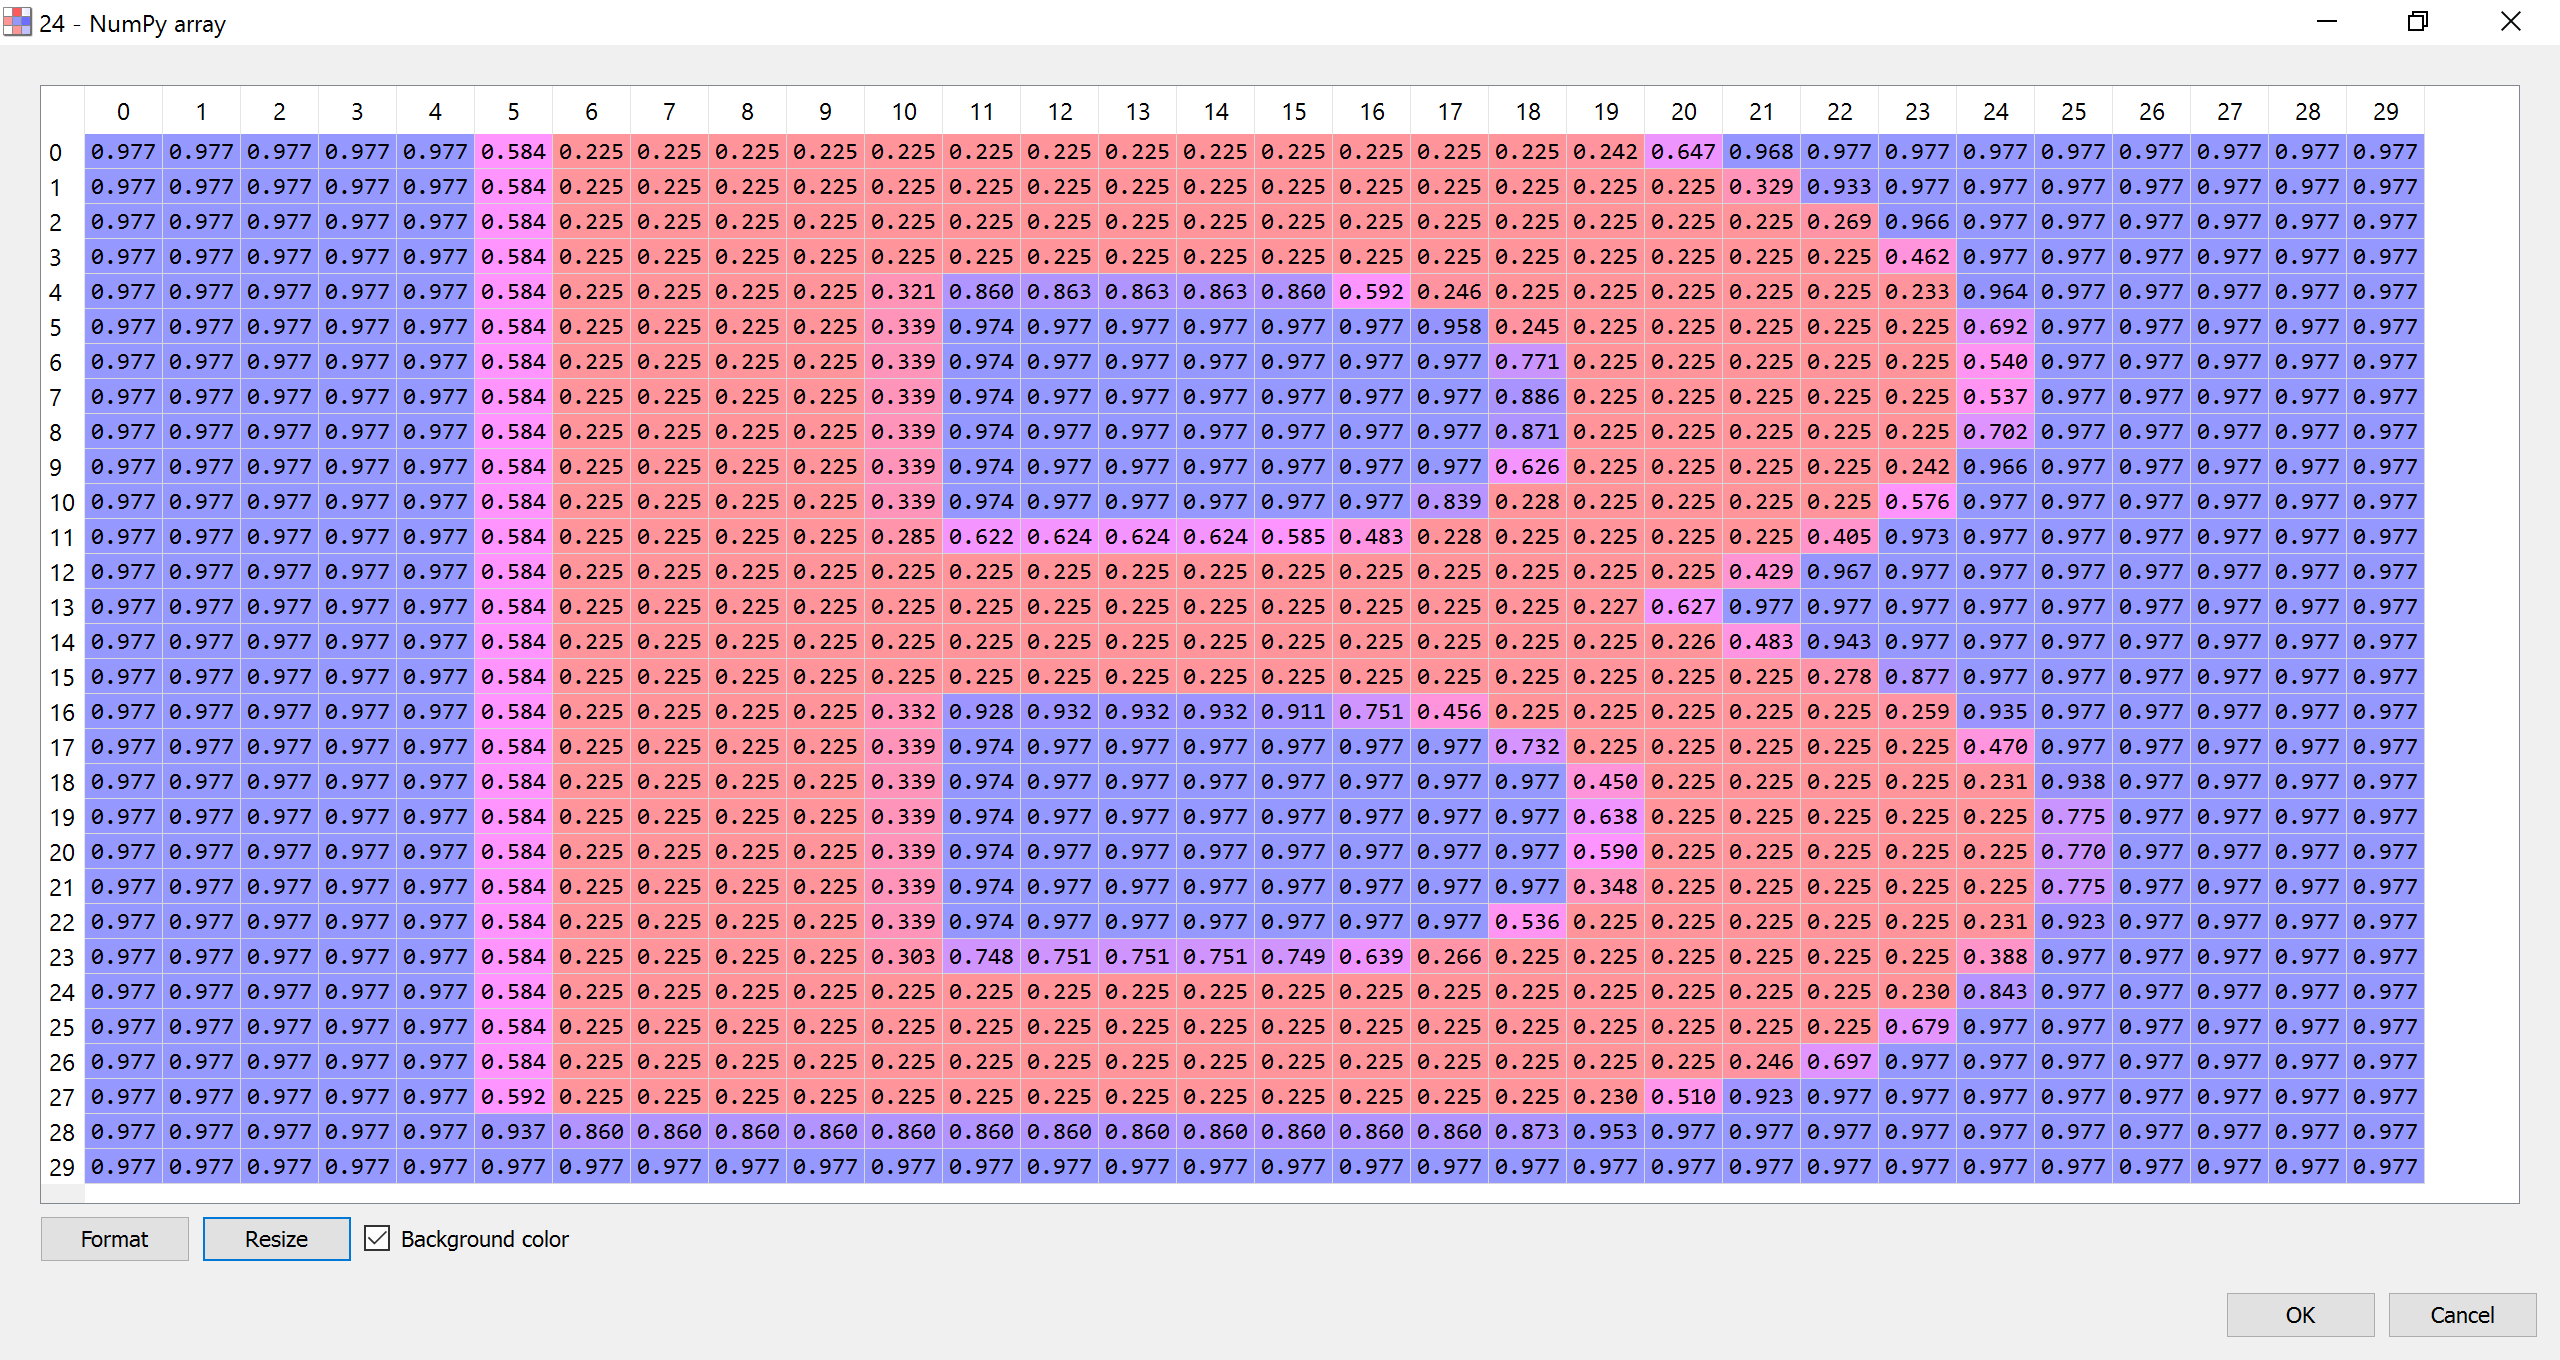 24 - NumPy array
0 1 2 3 4 5 6 7 8 9 10 11 12 13 14 15 16 17 18 19 20 21 22 23 24 25 26 27 28 29
0 0.977 0.977 0.977 0.977 0.977 0.584 0.225 0.225 0.225 0.225 0.225 0.225 0.225 0.225 0.225 0.225 0.225 0.225 0.225 0.242 0.647 0.968 0.977 0.977 0.977 0.977 0.977 0.977 0.977 0.977
1 0.977 0.977 0.977 0.977 0.977 0.584 0.225 0.225 0.225 0.225 0.225 0.225 0.225 0.225 0.225 0.225 0.225 0.225 0.225 0.225 0.225 0.329 0.933 0.977 0.977 0.977 0.977 0.977 0.977 0.977
2 0.977 0.977 0.977 0.977 0.977 0.584 0.225 0.225 0.225 0.225 0.225 0.225 0.225 0.225 0.225 0.225 0.225 0.225 0.225 0.225 0.225 0.225 0.269 0.966 0.977 0.977 0.977 0.977 0.977 0.977
3 0.977 0.977 0.977 0.977 0.977 0.584 0.225 0.225 0.225 0.225 0.225 0.225 0.225 0.225 0.225 0.225 0.225 0.225 0.225 0.225 0.225 0.225 0.225 0.462 0.977 0.977 0.977 0.977 0.977 0.977
4 0.977 0.977 0.977 0.977 0.977 0.584 0.225 0.225 0.225 0.225 0.321 0.860 0.863 0.863 0.863 0.860 0.592 0.246 0.225 0.225 0.225 0.225 0.225 0.233 0.964 0.977 0.977 0.977 0.977 0.977
5 0.977 0.977 0.977 0.977 0.977 0.584 0.225 0.225 0.225 0.225 0.339 0.974 0.977 0.977 0.977 0.977 0.977 0.958 0.245 0.225 0.225 0.225 0.225 0.225 0.692 0.977 0.977 0.977 0.977 0.977
6 0.977 0.977 0.977 0.977 0.977 0.584 0.225 0.225 0.225 0.225 0.339 0.974 0.977 0.977 0.977 0.977 0.977 0.977 0.771 0.225 0.225 0.225 0.225 0.225 0.540 0.977 0.977 0.977 0.977 0.977
7 0.977 0.977 0.977 0.977 0.977 0.584 0.225 0.225 0.225 0.225 0.339 0.974 0.977 0.977 0.977 0.977 0.977 0.977 0.886 0.225 0.225 0.225 0.225 0.225 0.537 0.977 0.977 0.977 0.977 0.977
8 0.977 0.977 0.977 0.977 0.977 0.584 0.225 0.225 0.225 0.225 0.339 0.974 0.977 0.977 0.977 0.977 0.977 0.977 0.871 0.225 0.225 0.225 0.225 0.225 0.702 0.977 0.977 0.977 0.977 0.977
9 0.977 0.977 0.977 0.977 0.977 0.584 0.225 0.225 0.225 0.225 0.339 0.974 0.977 0.977 0.977 0.977 0.977 0.977 0.626 0.225 0.225 0.225 0.225 0.242 0.966 0.977 0.977 0.977 0.977 0.977
10 0.977 0.977 0.977 0.977 0.977 0.584 0.225 0.225 0.225 0.225 0.339 0.974 0.977 0.977 0.977 0.977 0.977 0.839 0.228 0.225 0.225 0.225 0.225 0.576 0.977 0.977 0.977 0.977 0.977 0.977
11 0.977 0.977 0.977 0.977 0.977 0.584 0.225 0.225 0.225 0.225 0.285 0.622 0.624 0.624 0.624 0.585 0.483 0.228 0.225 0.225 0.225 0.225 0.405 0.973 0.977 0.977 0.977 0.977 0.977 0.977
12 0.977 0.977 0.977 0.977 0.977 0.584 0.225 0.225 0.225 0.225 0.225 0.225 0.225 0.225 0.225 0.225 0.225 0.225 0.225 0.225 0.225 0.429 0.967 0.977 0.977 0.977 0.977 0.977 0.977 0.977
13 0.977 0.977 0.977 0.977 0.977 0.584 0.225 0.225 0.225 0.225 0.225 0.225 0.225 0.225 0.225 0.225 0.225 0.225 0.225 0.227 0.627 0.977 0.977 0.977 0.977 0.977 0.977 0.977 0.977 0.977
14 0.977 0.977 0.977 0.977 0.977 0.584 0.225 0.225 0.225 0.225 0.225 0.225 0.225 0.225 0.225 0.225 0.225 0.225 0.225 0.225 0.226 0.483 0.943 0.977 0.977 0.977 0.977 0.977 0.977 0.977
15 0.977 0.977 0.977 0.977 0.977 0.584 0.225 0.225 0.225 0.225 0.225 0.225 0.225 0.225 0.225 0.225 0.225 0.225 0.225 0.225 0.225 0.225 0.278 0.877 0.977 0.977 0.977 0.977 0.977 0.977
16 0.977 0.977 0.977 0.977 0.977 0.584 0.225 0.225 0.225 0.225 0.332 0.928 0.932 0.932 0.932 0.911 0.751 0.456 0.225 0.225 0.225 0.225 0.225 0.259 0.935 0.977 0.977 0.977 0.977 0.977
17 0.977 0.977 0.977 0.977 0.977 0.584 0.225 0.225 0.225 0.225 0.339 0.974 0.977 0.977 0.977 0.977 0.977 0.977 0.732 0.225 0.225 0.225 0.225 0.225 0.470 0.977 0.977 0.977 0.977 0.977
18 0.977 0.977 0.977 0.977 0.977 0.584 0.225 0.225 0.225 0.225 0.339 0.974 0.977 0.977 0.977 0.977 0.977 0.977 0.977 0.450 0.225 0.225 0.225 0.225 0.231 0.938 0.977 0.977 0.977 0.977
19 0.977 0.977 0.977 0.977 0.977 0.584 0.225 0.225 0.225 0.225 0.339 0.974 0.977 0.977 0.977 0.977 0.977 0.977 0.977 0.638 0.225 0.225 0.225 0.225 0.225 0.775 0.977 0.977 0.977 0.977
20 0.977 0.977 0.977 0.977 0.977 0.584 0.225 0.225 0.225 0.225 0.339 0.974 0.977 0.977 0.977 0.977 0.977 0.977 0.977 0.590 0.225 0.225 0.225 0.225 0.225 0.770 0.977 0.977 0.977 0.977
21 0.977 0.977 0.977 0.977 0.977 0.584 0.225 0.225 0.225 0.225 0.339 0.974 0.977 0.977 0.977 0.977 0.977 0.977 0.977 0.348 0.225 0.225 0.225 0.225 0.225 0.775 0.977 0.977 0.977 0.977
22 0.977 0.977 0.977 0.977 0.977 0.584 0.225 0.225 0.225 0.225 0.339 0.974 0.977 0.977 0.977 0.977 0.977 0.977 0.536 0.225 0.225 0.225 0.225 0.225 0.231 0.923 0.977 0.977 0.977 0.977
23 0.977 0.977 0.977 0.977 0.977 0.584 0.225 0.225 0.225 0.225 0.303 0.748 0.751 0.751 0.751 0.749 0.639 0.266 0.225 0.225 0.225 0.225 0.225 0.225 0.388 0.977 0.977 0.977 0.977 0.977
24 0.977 0.977 0.977 0.977 0.977 0.584 0.225 0.225 0.225 0.225 0.225 0.225 0.225 0.225 0.225 0.225 0.225 0.225 0.225 0.225 0.225 0.225 0.225 0.230 0.843 0.977 0.977 0.977 0.977 0.977
25 0.977 0.977 0.977 0.977 0.977 0.584 0.225 0.225 0.225 0.225 0.225 0.225 0.225 0.225 0.225 0.225 0.225 0.225 0.225 0.225 0.225 0.225 0.225 0.679 0.977 0.977 0.977 0.977 0.977 0.977
26 0.977 0.977 0.977 0.977 0.977 0.584 0.225 0.225 0.225 0.225 0.225 0.225 0.225 0.225 0.225 0.225 0.225 0.225 0.225 0.225 0.225 0.246 0.697 0.977 0.977 0.977 0.977 0.977 0.977 0.977
27 0.977 0.977 0.977 0.977 0.977 0.592 0.225 0.225 0.225 0.225 0.225 0.225 0.225 0.225 0.225 0.225 0.225 0.225 0.225 0.230 0.510 0.923 0.977 0.977 0.977 0.977 0.977 0.977 0.977 0.977
28 0.977 0.977 0.977 0.977 0.977 0.937 0.860 0.860 0.860 0.860 0.860 0.860 0.860 0.860 0.860 0.860 0.860 0.860 0.873 0.953 0.977 0.977 0.977 0.977 0.977 0.977 0.977 0.977 0.977 0.977
29 0.977 0.977 0.977 0.977 0.977 0.977 0.977 0.977 0.977 0.977 0.977 0.977 0.977 0.977 0.977 0.977 0.977 0.977 0.977 0.977 0.977 0.977 0.977 0.977 0.977 0.977 0.977 0.977 0.977 0.977
Format Resize Background color
OK Cancel